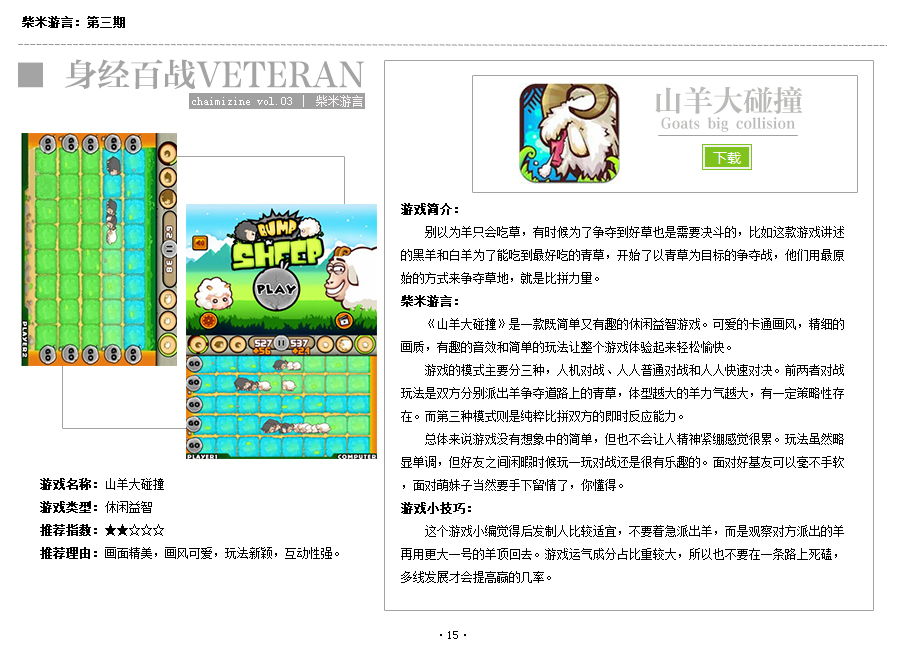 柴米游言：第三期
身经百战VETERAN
chaimizine vol.03 | 柴米游言
山羊大碰撞
Goats big collision
下载
BUMP
SHEEP
PLAY
GO GO GO GO GO
PLAYER2
GO GO GO GO GO
527 537
GO
GO
GO
GO
GO
PLAYER1 COMPUTER
游戏名称：山羊大碰撞
游戏类型：休闲益智
推荐指数：★★☆☆☆
推荐理由：画面精美，画风可爱，玩法新颖，互动性强。
游戏简介：
别以为羊只会吃草，有时候为了争夺到好草也是需要决斗的，比如这款游戏讲述
的黑羊和白羊为了能吃到最好吃的青草，开始了以青草为目标的争夺战，他们用最原
始的方式来争夺草地，就是比拼力量。
柴米游言：
《山羊大碰撞》是一款既简单又有趣的休闲益智游戏。可爱的卡通画风，精细的
画质，有趣的音效和简单的玩法让整个游戏体验起来轻松愉快。
游戏的模式主要分三种，人机对战、人人普通对战和人人快速对决。前两者对战
玩法是双方分别派出羊争夺道路上的青草，体型越大的羊力气越大，有一定策略性存
在。而第三种模式则是纯粹比拼双方的即时反应能力。
总体来说游戏没有想象中的简单，但也不会让人精神紧绷感觉很累。玩法虽然略
显单调，但好友之间闲暇时候玩一玩对战还是很有乐趣的。面对好基友可以毫不手软
，面对萌妹子当然要手下留情了，你懂得。
游戏小技巧：
这个游戏小编觉得后发制人比较适宜，不要着急派出羊，而是观察对方派出的羊
再用更大一号的羊顶回去。游戏运气成分占比重较大，所以也不要在一条路上死磕，
多线发展才会提高赢的几率。
· 15 ·